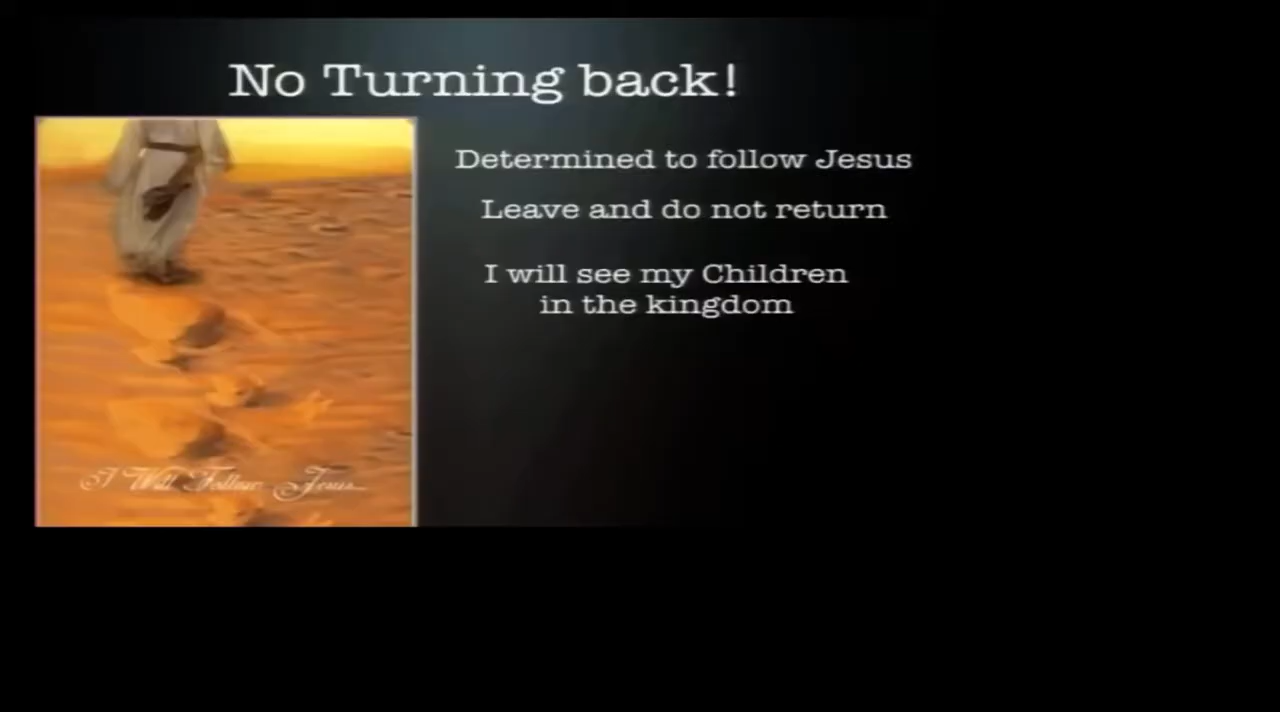 No Turning back!
Determined to follow Jesus
Leave and do not return
I will see my Children
in the kingdom
I Will Follow Jesus